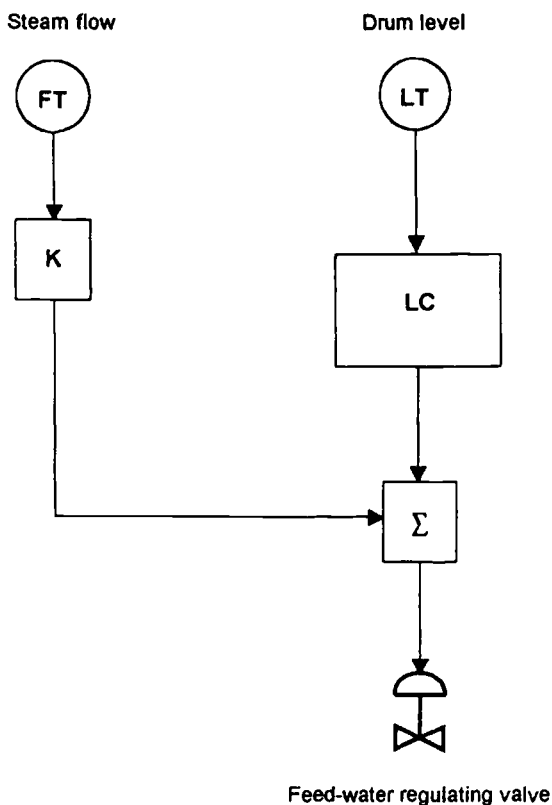 Steam flow
Drum level
FT
LT
K
LC
Σ
Feed-water regulating valve